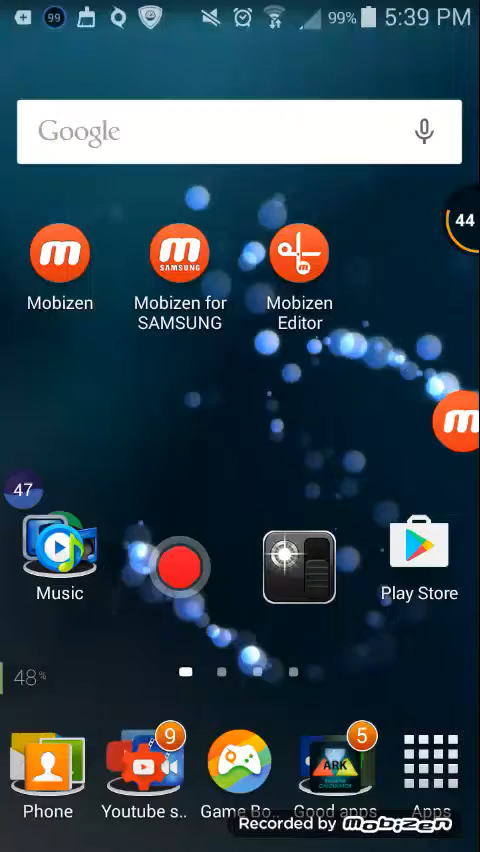 99
99%
5:39 PM
Google
44
m
m
SAMSUNG
m
Mobizen
Mobizen for
SAMSUNG
Mobizen
Editor
m
47
Music
Play Store
48%
9
5
ARK
Phone
Youtube s..
Game Bo..
Good apps
Apps
Recorded by mobizen